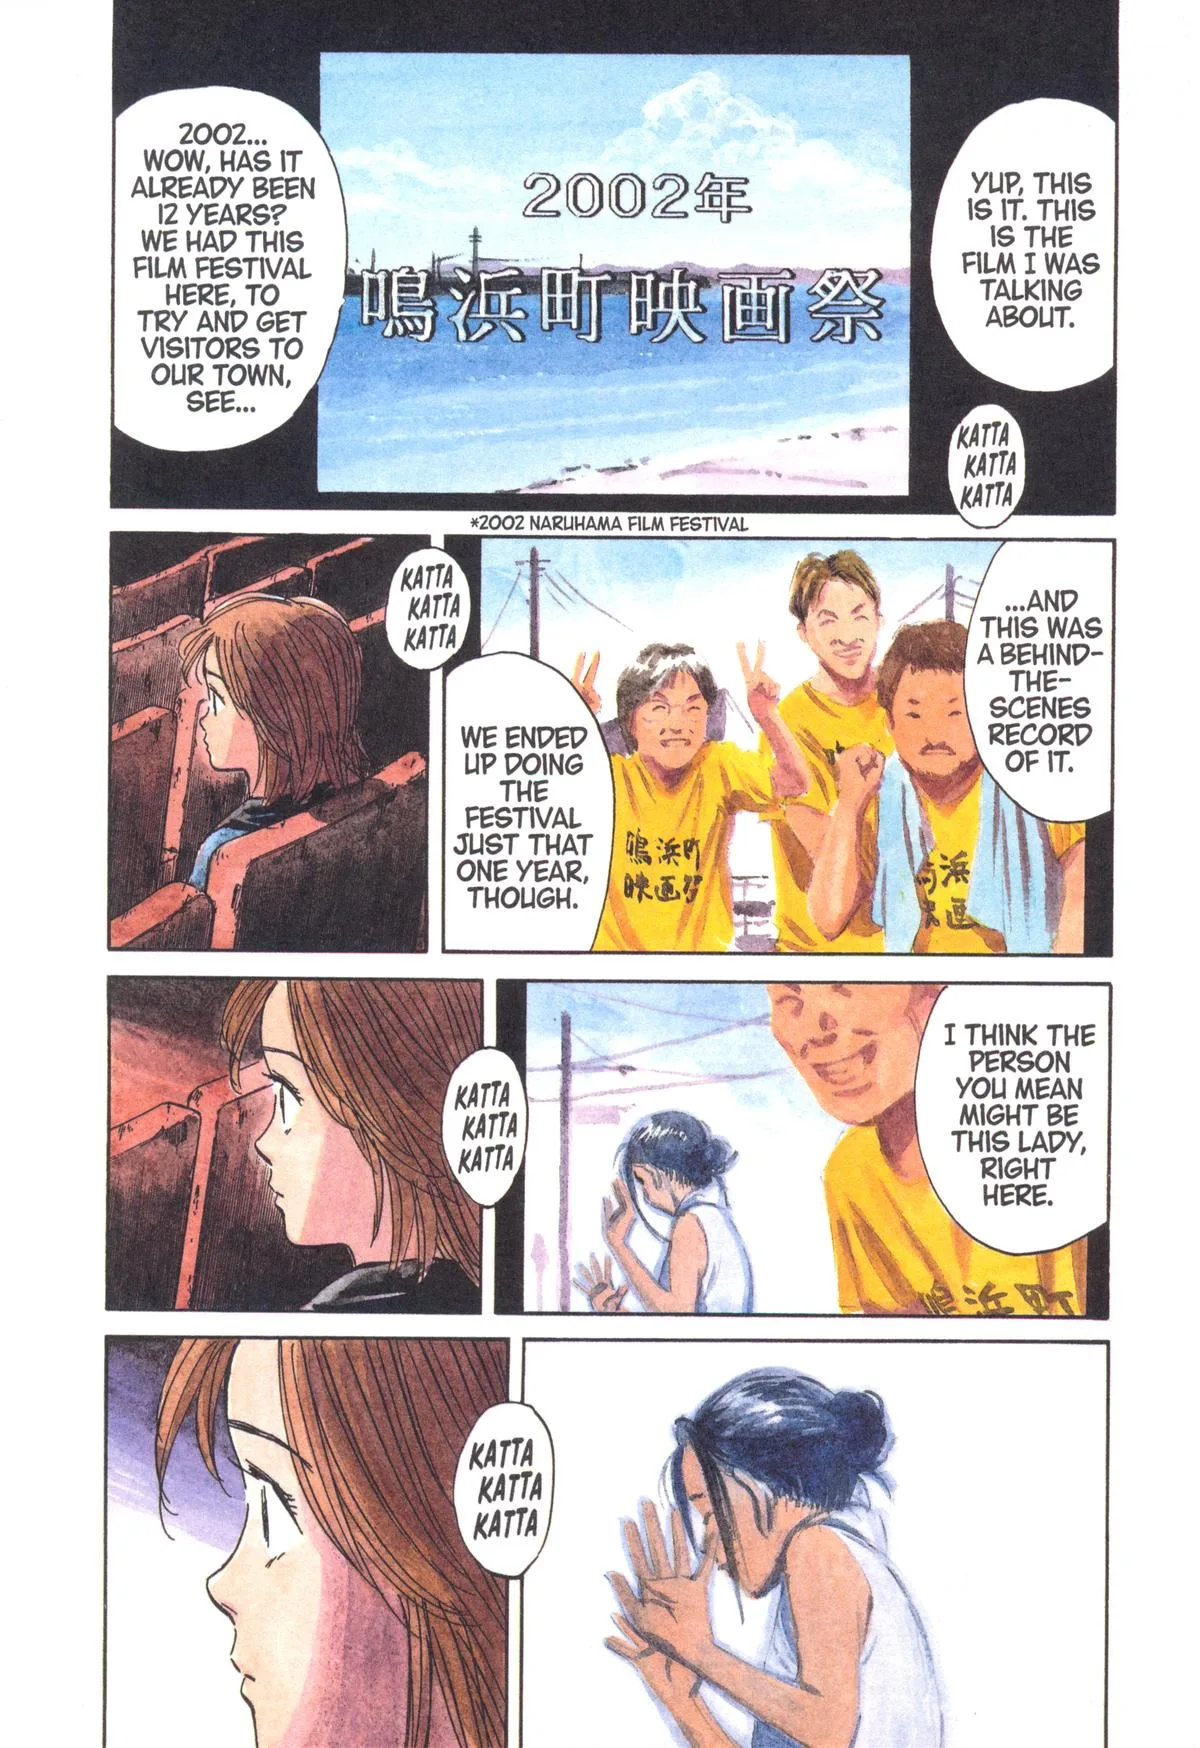 YUP, THIS
IS IT. THIS
IS THE
FILM I WAS
TALKING
ABOUT.
2002年
鳴浜町映画祭
2002...
WOW, HAS IT
ALREADY BEEN
12 YEARS?
WE HAD THIS
FILM FESTIVAL
HERE, TO
TRY AND GET
VISITORS TO
OUR TOWN,
SEE...
KATTA
KATTA
KATTA
*2002 NARUHAMA FILM FESTIVAL
...AND
THIS WAS
A BEHIND-
THE-
SCENES
RECORD
OF IT.
鳴浜町
映画祭
浜
画
WE ENDED
UP DOING
THE
FESTIVAL
JUST THAT
ONE YEAR,
THOUGH.
KATTA
KATTA
KATTA
I THINK THE
PERSON
YOU MEAN
MIGHT BE
THIS LADY,
RIGHT
HERE.
鳴浜町
KATTA
KATTA
KATTA
KATTA
KATTA
KATTA